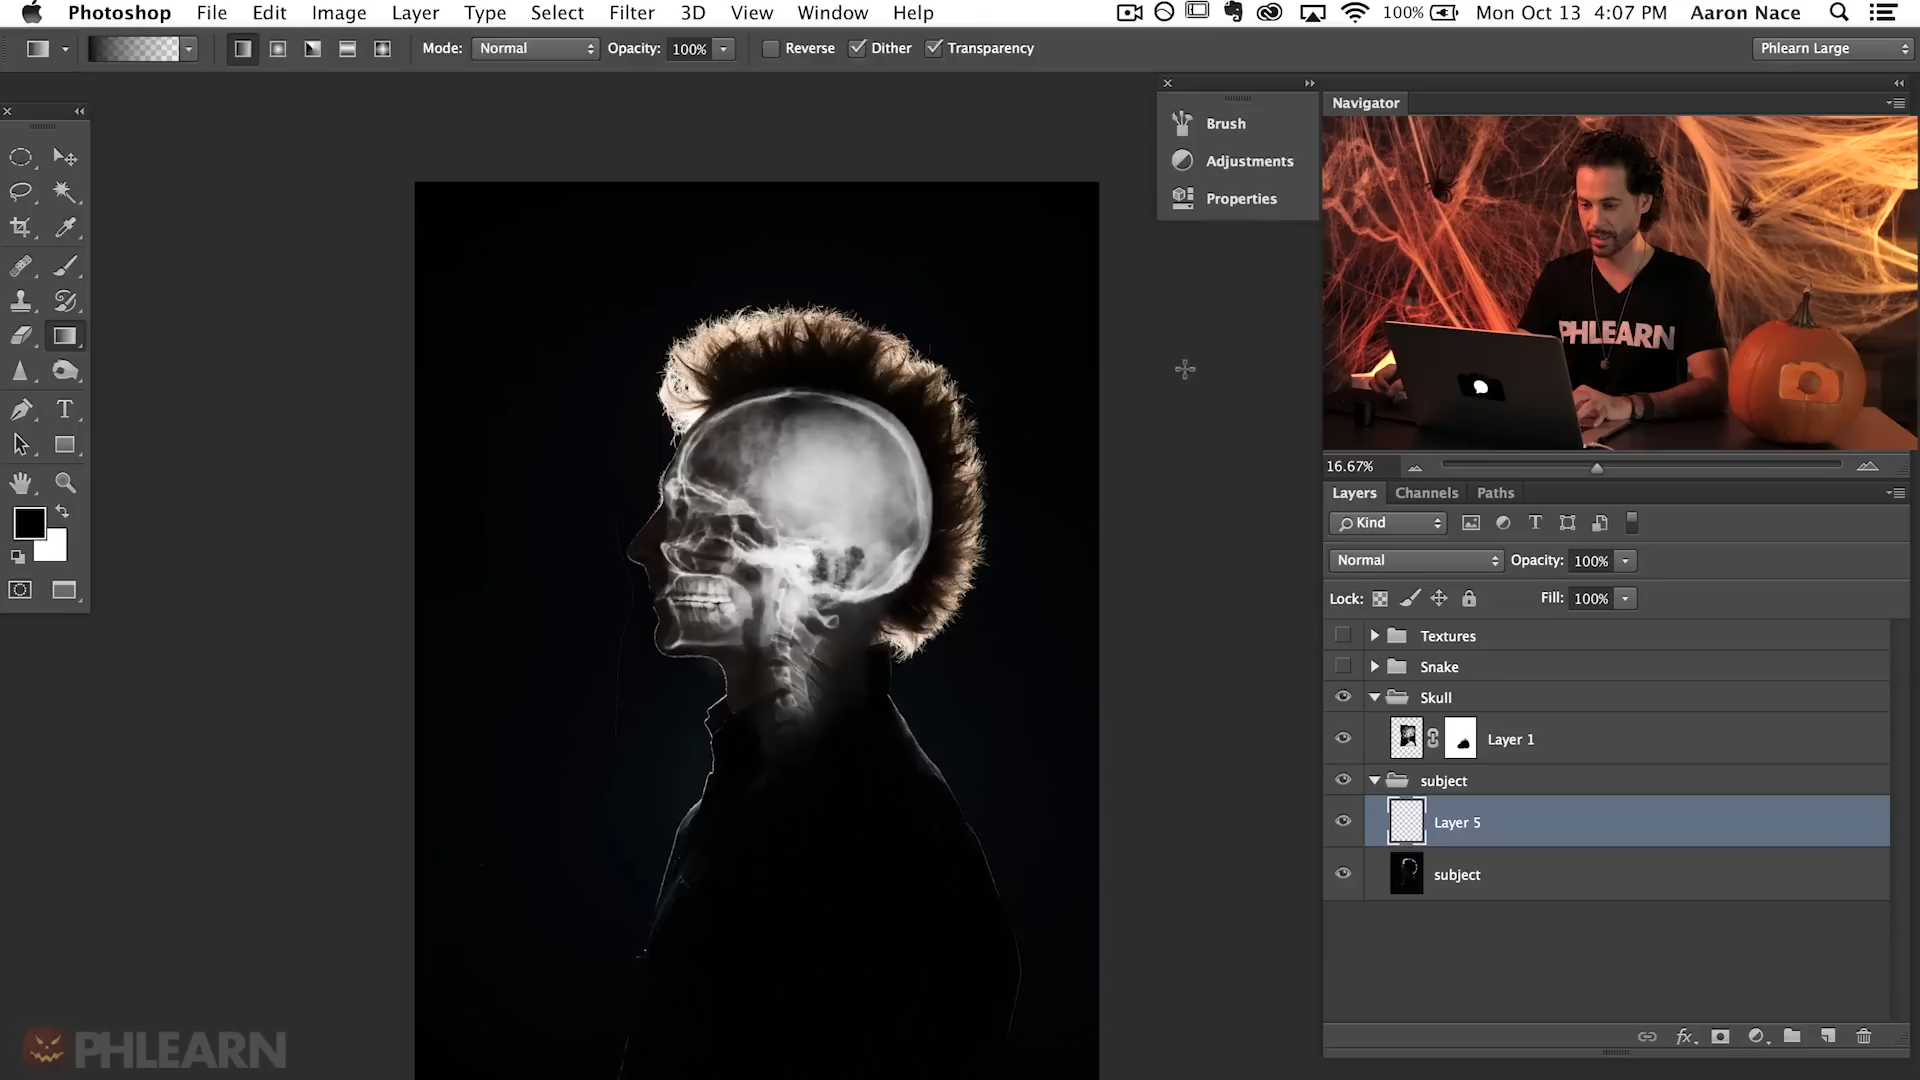 Photoshop File Edit Image Layer Type Select Filter 3D View Window Help 100% Mon Oct 13 4:07 PM Aaron Nace
Mode: Normal Opacity: 100% Reverse Dither Transparency Phlearn Large
Navigator
Brush
Adjustments
Properties
PHLEARN
16.67%
Layers Channels Paths
Kind
Normal Opacity: 100%
Lock: Fill: 100%
Textures
Snake
Skull
Layer 1
subject
Layer 5
subject
PHLEARN